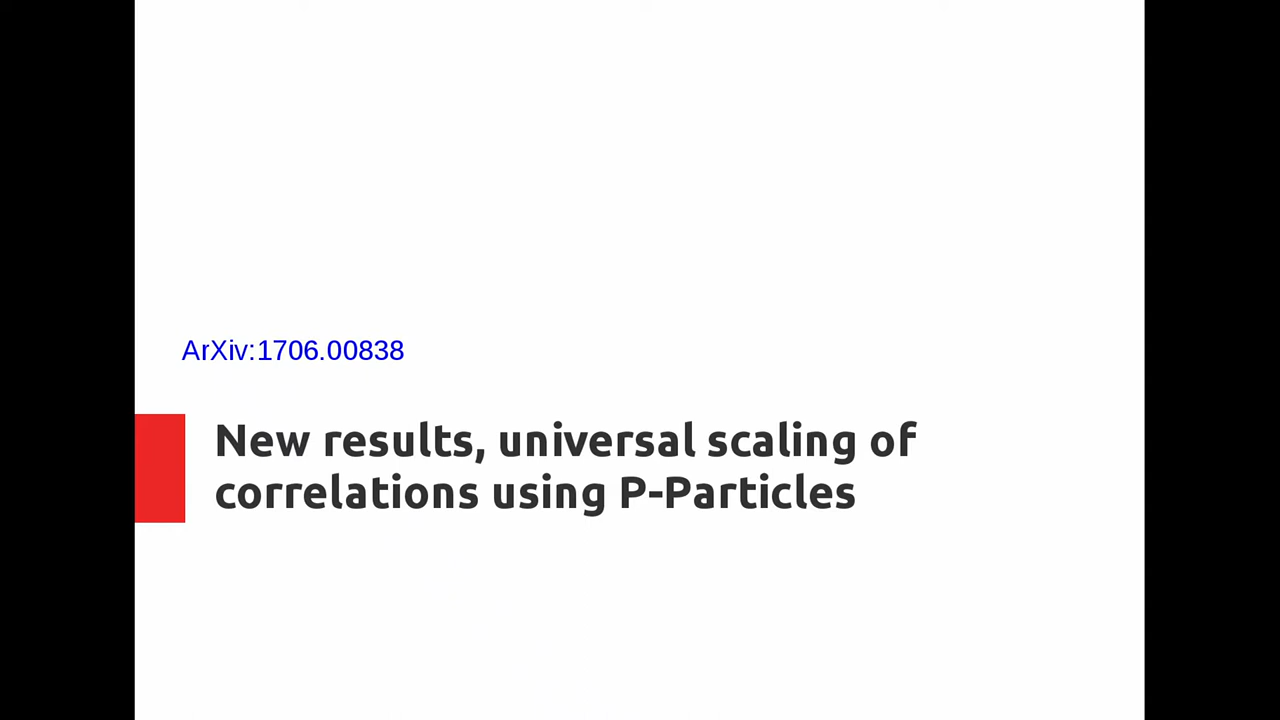 ArXiv:1706.00838
New results, universal scaling of
correlations using P-Particles